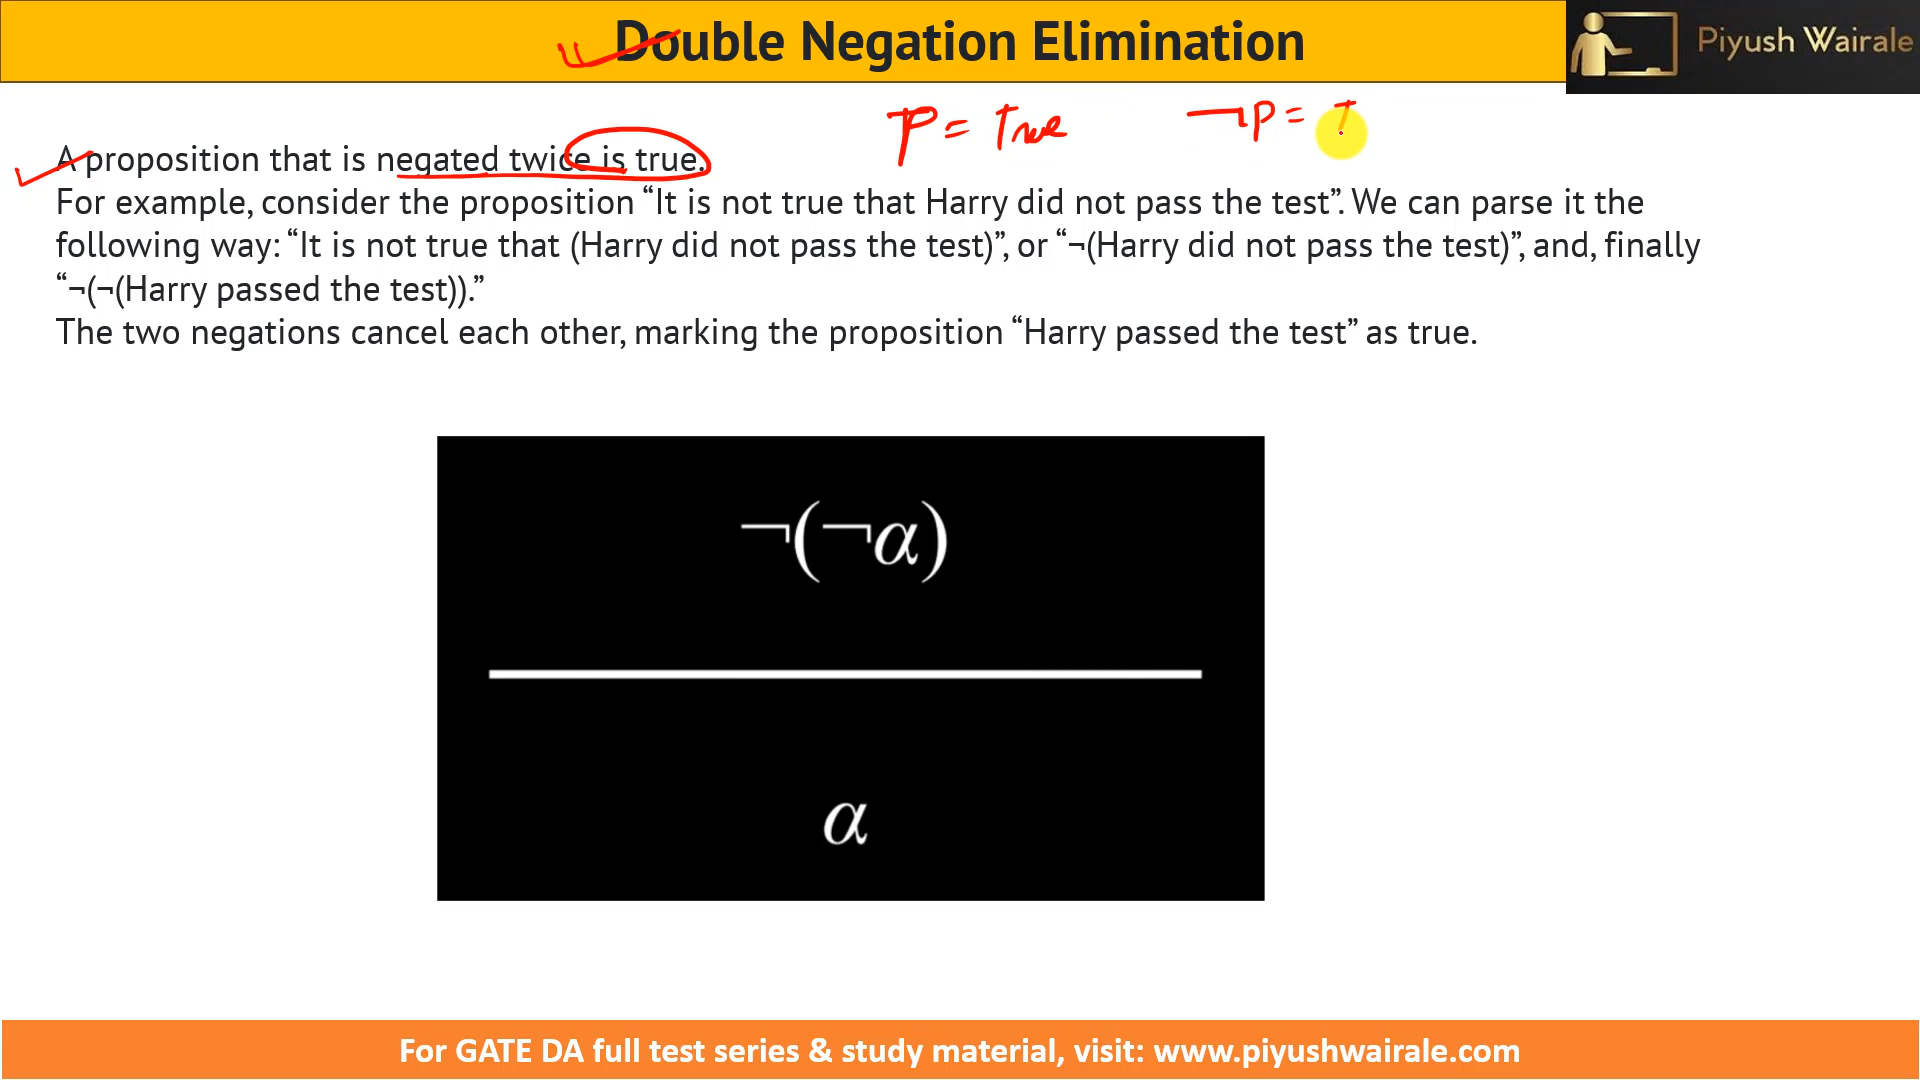 Double Negation Elimination
Piyush Wairale
P = True
¬P =
A proposition that is negated twice is true.
For example, consider the proposition “It is not true that Harry did not pass the test”. We can parse it the
following way: “It is not true that (Harry did not pass the test)”, or “¬(Harry did not pass the test)”, and, finally
“¬(¬(Harry passed the test)).”
The two negations cancel each other, marking the proposition “Harry passed the test” as true.
¬(¬α)
α
For GATE DA full test series & study material, visit: www.piyushwairale.com